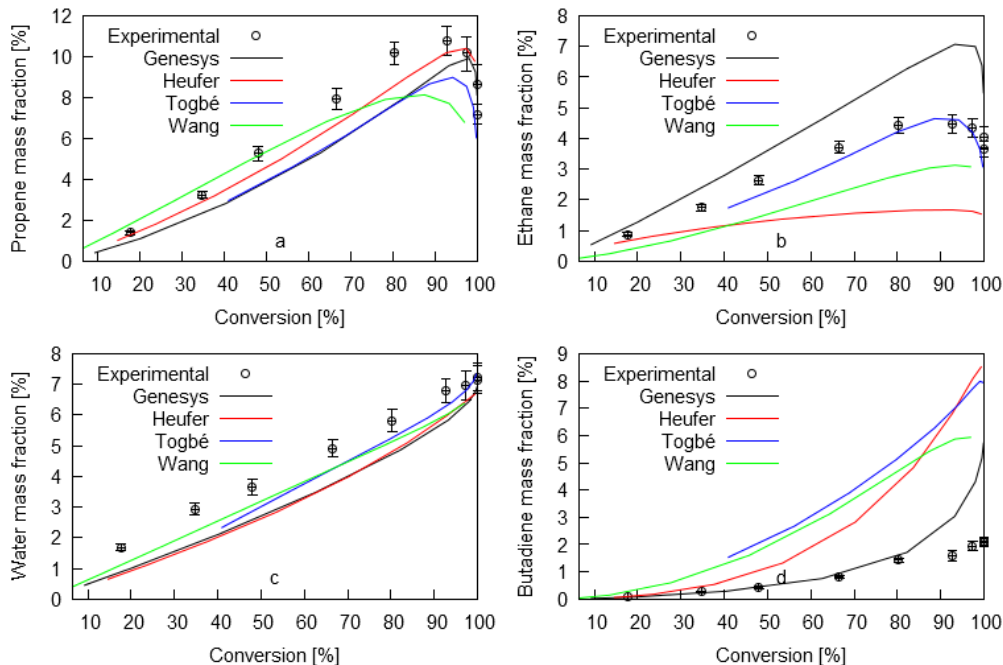 Propene mass fraction [%]
12
10
8
6
4
2
0
Experimental
Genesys
Heufer
Togbé
Wang
a
10 20 30 40 50 60 70 80 90 100
Conversion [%]
Ethane mass fraction [%]
8
7
6
5
4
3
2
1
0
Experimental
Genesys
Heufer
Togbé
Wang
b
10 20 30 40 50 60 70 80 90 100
Conversion [%]
Water mass fraction [%]
8
7
6
5
4
3
2
1
0
Experimental
Genesys
Heufer
Togbé
Wang
c
10 20 30 40 50 60 70 80 90 100
Conversion [%]
Butadiene mass fraction [%]
9
8
7
6
5
4
3
2
1
0
Experimental
Genesys
Heufer
Togbé
Wang
d
10 20 30 40 50 60 70 80 90 100
Conversion [%]